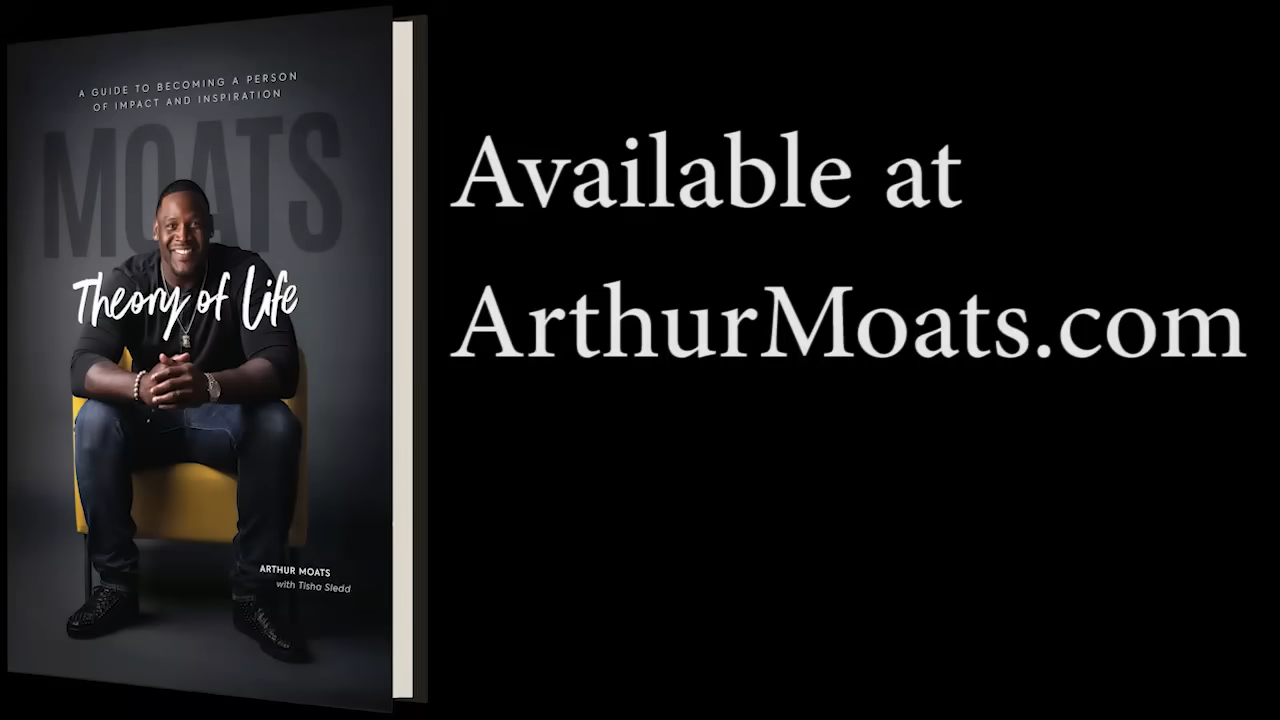 A GUIDE TO BECOMING A PERSON
OF IMPACT AND INSPIRATION
MOATS
Theory of Life
ARTHUR MOATS
with Tisha Sledd
Available at
ArthurMoats.com